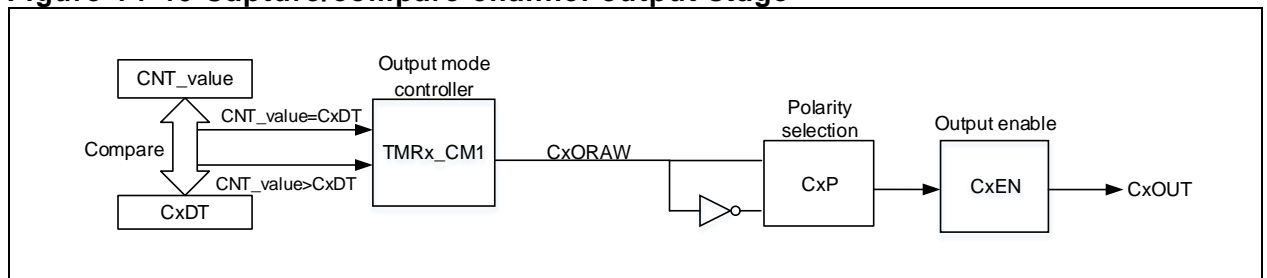 Figure 14-40 Capture/compare channel output stage
CNT_value
Compare
CxDT
CNT_value=CxDT
CNT_value>CxDT
Output mode
controller
TMRx_CM1
CxORAW
Polarity
selection
CxP
Output enable
CxEN
CxOUT